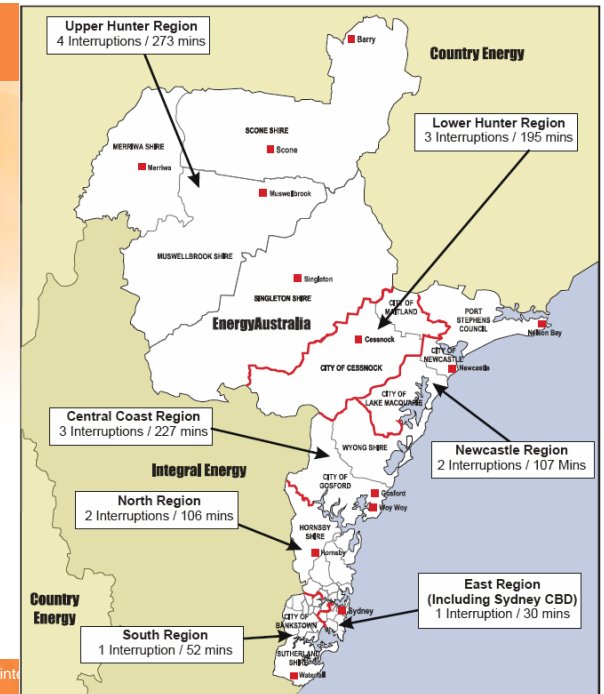 Upper Hunter Region
4 Interruptions / 273 mins
Barry
Country Energy
Lower Hunter Region
3 Interruptions / 195 mins
SCONE SHIRE
MERRIWA SHIRE
Scone
Merriwa
Muswellbrook
MUSWELLBROOK SHIRE
Singleton
SINGLETON SHIRE
CITY OF
MAITLAND
PORT
STEPHENS
COUNCIL
EnergyAustralia
Nelson Bay
Cessnock
CITY OF
NEWCASTLE
CITY OF CESSNOCK
Newcastle
CITY OF
LAKE MACQUARIE
Central Coast Region
3 Interruptions / 227 mins
WYONG SHIRE
Newcastle Region
2 Interruptions / 107 Mins
Integral Energy
CITY OF
GOSFORD
Gosford
Woy Woy
North Region
2 Interruptions / 106 mins
HORNSBY
SHIRE
Hornsby
East Region
(Including Sydney CBD)
1 Interruption / 30 mins
Country
Energy
Sydney
CITY OF
BANKSTOWN
South Region
1 Interruption / 52 mins
SUTHERLAND
SHIRE
Waterfall